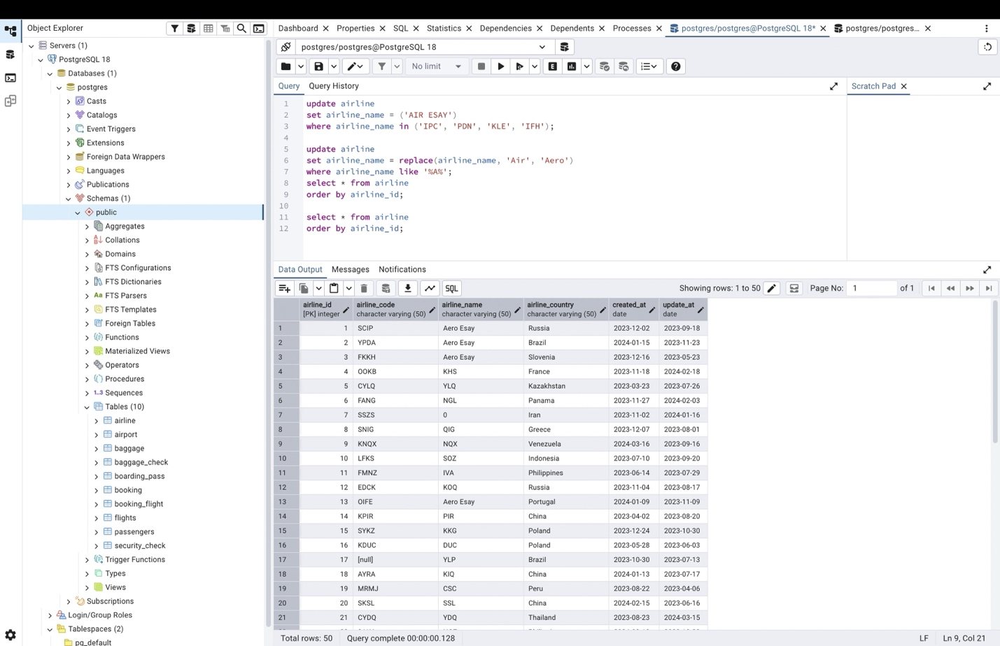 Object Explorer
Dashboard Properties SQL Statistics Dependencies Dependents Processes postgres/postgres@PostgreSQL 18* postgres/postgres...
Servers (1)
PostgreSQL 18
Databases (1)
postgres
Casts
Catalogs
Event Triggers
Extensions
Foreign Data Wrappers
Languages
Publications
Schemas (1)
public
Aggregates
Collations
Domains
FTS Configurations
FTS Dictionaries
FTS Parsers
FTS Templates
Foreign Tables
Functions
Materialized Views
Operators
Procedures
1..3 Sequences
Tables (10)
airline
airport
baggage
baggage_check
boarding_pass
booking
booking_flight
flights
passengers
security_check
Trigger Functions
Types
Views
Subscriptions
Login/Group Roles
Tablespaces (2)
pg_default
postgres/postgres@PostgreSQL 18
No limit
Query Query History
Scratch Pad
1 update airline
2 set airline_name = ('AIR ESAY')
3 where airline_name in ('IPC', 'PDN', 'KLE', 'IFH');
4
5 update airline
6 set airline_name = replace(airline_name, 'Air', 'Aero')
7 where airline_name like '%A%';
8 select * from airline
9 order by airline_id;
10
11 select * from airline
12 order by airline_id;
Data Output Messages Notifications
SQL
Showing rows: 1 to 50
Page No: 1 of 1
airline_id [PK] integer airline_code character varying (50) airline_name character varying (50) airline_country character varying (50) created_at date update_at date
1 1 SCIP Aero Esay Russia 2023-12-02 2023-09-18
2 2 YPDA Aero Esay Brazil 2024-01-15 2023-11-23
3 3 FKKH Aero Esay Slovenia 2023-12-16 2023-05-23
4 4 OOKB KHS France 2023-11-18 2024-02-18
5 5 CYLQ YLQ Kazakhstan 2023-03-23 2023-07-26
6 6 FANG NGL Panama 2023-11-27 2024-02-03
7 7 SSZS 0 Iran 2023-11-02 2024-01-16
8 8 SNIG QIG Greece 2023-12-07 2023-08-01
9 9 KNQX NQX Venezuela 2024-03-16 2023-09-16
10 10 LFKS SOZ Indonesia 2023-07-10 2023-09-20
11 11 FMNZ IVA Philippines 2023-06-14 2023-07-29
12 12 EDCK KOQ Russia 2023-11-04 2023-08-17
13 13 OIFE Aero Esay Portugal 2024-01-09 2023-11-09
14 14 KPIR PIR China 2023-04-02 2023-08-20
15 15 SYKZ KKG Poland 2023-12-24 2023-10-30
16 16 KDUC DUC Poland 2023-05-28 2023-06-03
17 17 [null] YLP Brazil 2023-10-30 2023-07-13
18 18 AYRA KIQ China 2024-01-13 2023-07-17
19 19 MRMJ CSC Peru 2023-08-22 2023-04-06
20 20 SKSL SSL China 2024-02-15 2023-06-16
21 21 CYDQ YDQ Thailand 2023-08-23 2024-03-15
Total rows: 50 Query complete 00:00:00.128 LF Ln 9, Col 21